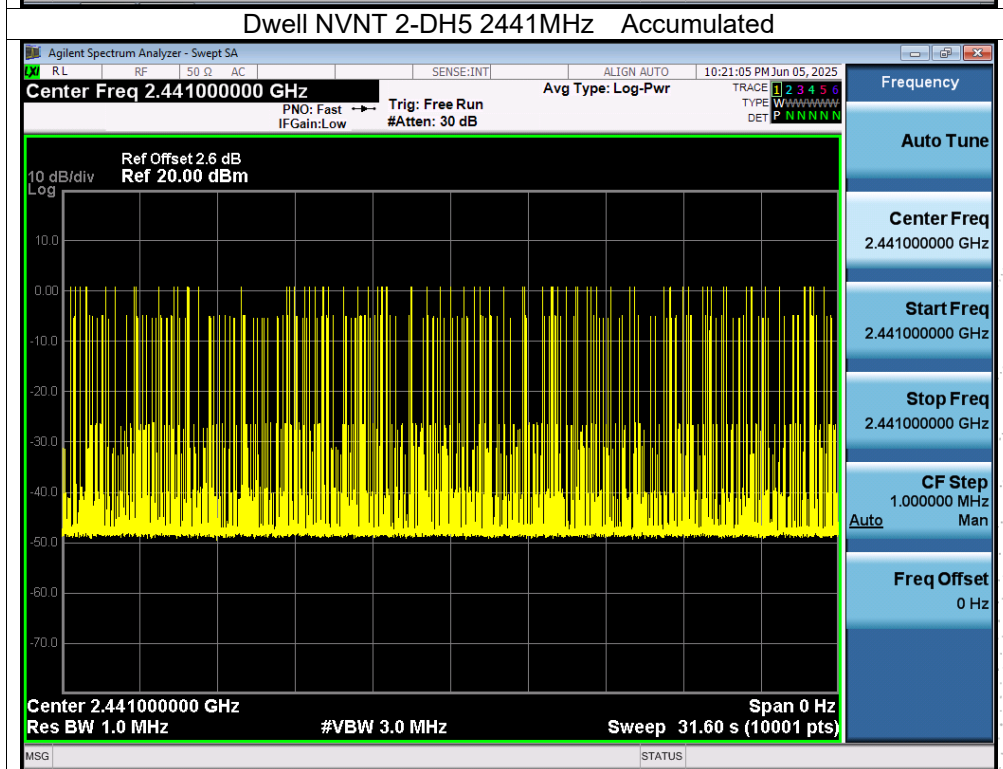 Dwell NVNT 2-DH5 2441MHz Accumulated
Agilent Spectrum Analyzer - Swept SA
LXI RL RF 50 Ω AC SENSE:INT ALIGN AUTO 10:21:05 PM Jun 05, 2025
Center Freq 2.441000000 GHz
PNO: Fast
IFGain:Low
Trig: Free Run
#Atten: 30 dB
Avg Type: Log-Pwr
TRACE 1 2 3 4 5 6
TYPE WWWWWWW
DET P N N N N N
Frequency
Auto Tune
Center Freq
2.441000000 GHz
Start Freq
2.441000000 GHz
Stop Freq
2.441000000 GHz
CF Step
1.000000 MHz
Auto Man
Freq Offset
0 Hz
Ref Offset 2.6 dB
10 dB/div Ref 20.00 dBm
Log
10.0
0.00
-10.0
-20.0
-30.0
-40.0
-50.0
-60.0
-70.0
Center 2.441000000 GHz Span 0 Hz
Res BW 1.0 MHz #VBW 3.0 MHz Sweep 31.60 s (10001 pts)
MSG STATUS